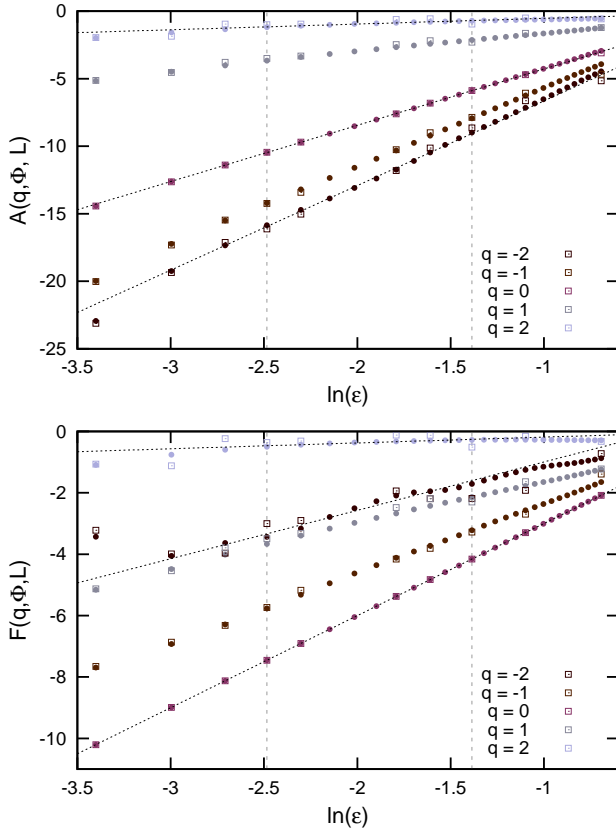 0
-5
-10
-15
-20
-25
A(q,Φ, L)
q = -2
q = -1
q = 0
q = 1
q = 2
-3.5 -3 -2.5 -2 -1.5 -1
ln(ε)
0
-2
-4
-6
-8
-10
F(q,Φ,L)
q = -2
q = -1
q = 0
q = 1
q = 2
-3.5 -3 -2.5 -2 -1.5 -1
ln(ε)